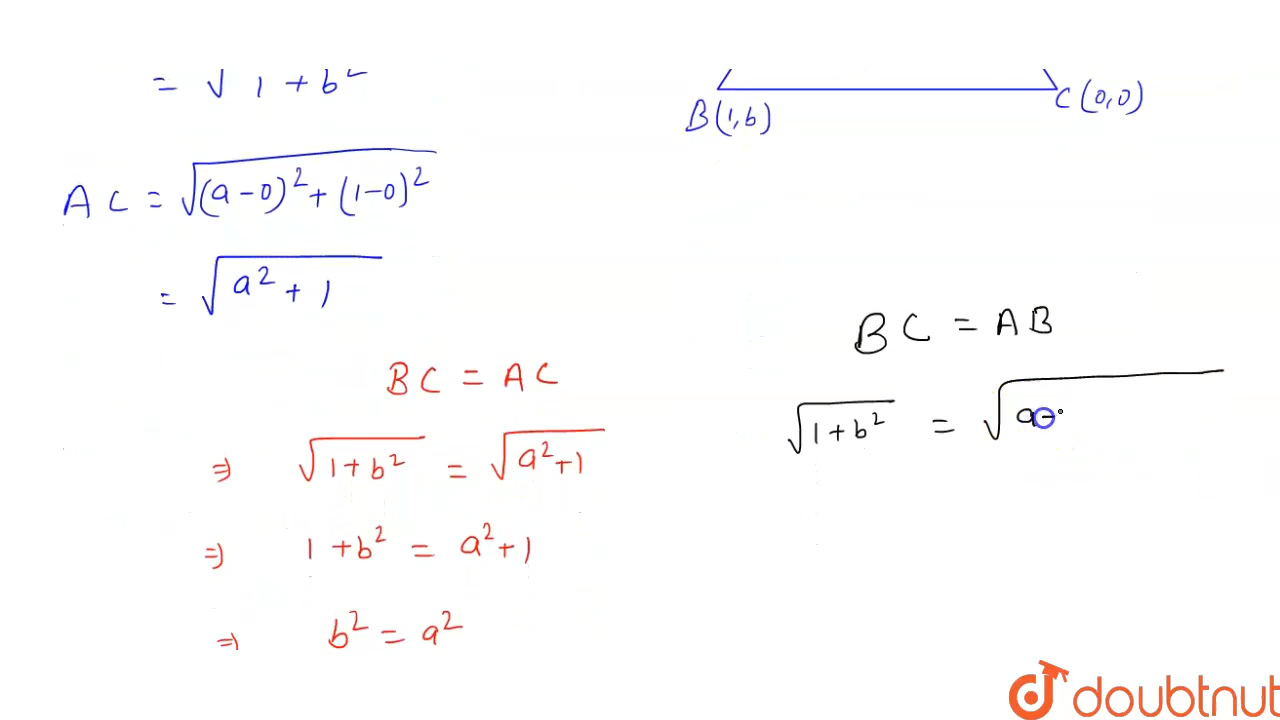 = √ 1 + b²
B(1,b)
C(0,0)
AC = √(a-0)² + (1-0)²
= √a² + 1
BC = AC
⇒ √1+b² = √a²+1
⇒ 1+b² = a²+1
⇒ b² = a²
BC = AB
√1+b² = √a-
doubtnut